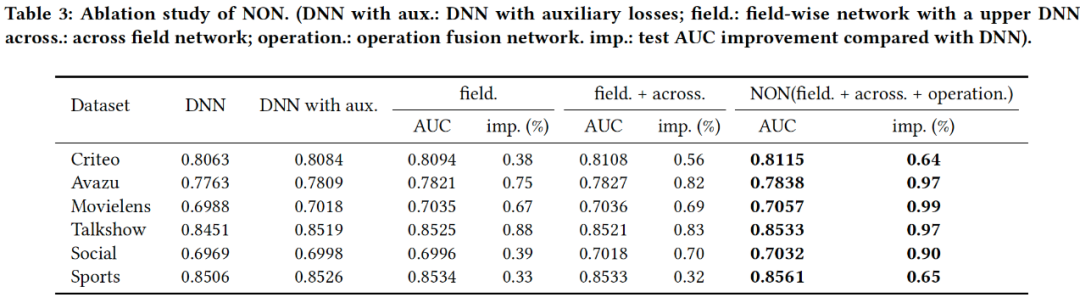 Table 3: Ablation study of NON. (DNN with aux.: DNN with auxiliary losses; field.: field-wise network with a upper DNN
across.: across field network; operation.: operation fusion network. imp.: test AUC improvement compared with DNN).
Dataset DNN DNN with aux. field. field. + across. NON(field. + across. + operation.)
AUC imp. (%) AUC imp. (%) AUC imp. (%)
Criteo 0.8063 0.8084 0.8094 0.38 0.8108 0.56 0.8115 0.64
Avazu 0.7763 0.7809 0.7821 0.75 0.7827 0.82 0.7838 0.97
Movielens 0.6988 0.7018 0.7035 0.67 0.7036 0.69 0.7057 0.99
Talkshow 0.8451 0.8519 0.8525 0.88 0.8521 0.83 0.8533 0.97
Social 0.6969 0.6998 0.6996 0.39 0.7018 0.70 0.7032 0.90
Sports 0.8506 0.8526 0.8534 0.33 0.8533 0.32 0.8561 0.65